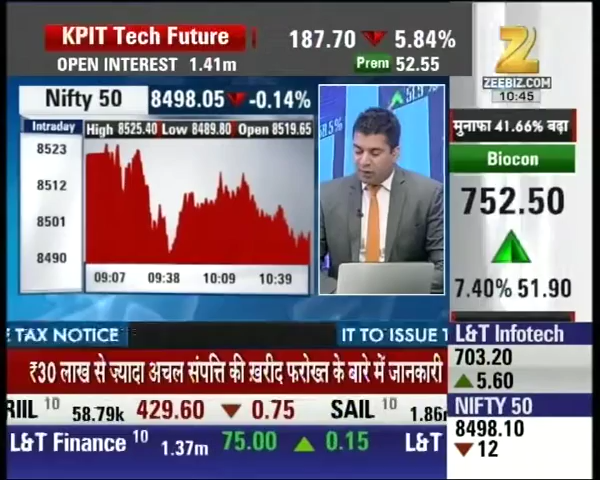 KPIT Tech Future
187.70 5.84%
OPEN INTEREST 1.41m
Prem 52.55
Z
ZEEBIZ.COM
10:45
Nifty 50 8498.05 -0.14%
Intraday High 8525.40 Low 8489.80 Open 8519.65
8523
8512
8501
8490
09:07 09:38 10:09 10:39
मुनाफा 41.66% बढ़ा
Biocon
752.50
7.40% 51.90
E TAX NOTICE IT TO ISSUE T
₹30 लाख से ज्यादा अचल संपत्ति की ख़रीद फरोख्त के बारे में जानकारी
RIIL 10 58.79k 429.60 0.75 SAIL 10 1.86m
L&T Finance 10 1.37m 75.00 0.15 L&T
L&T Infotech
703.20
5.60
NIFTY 50
8498.10
12